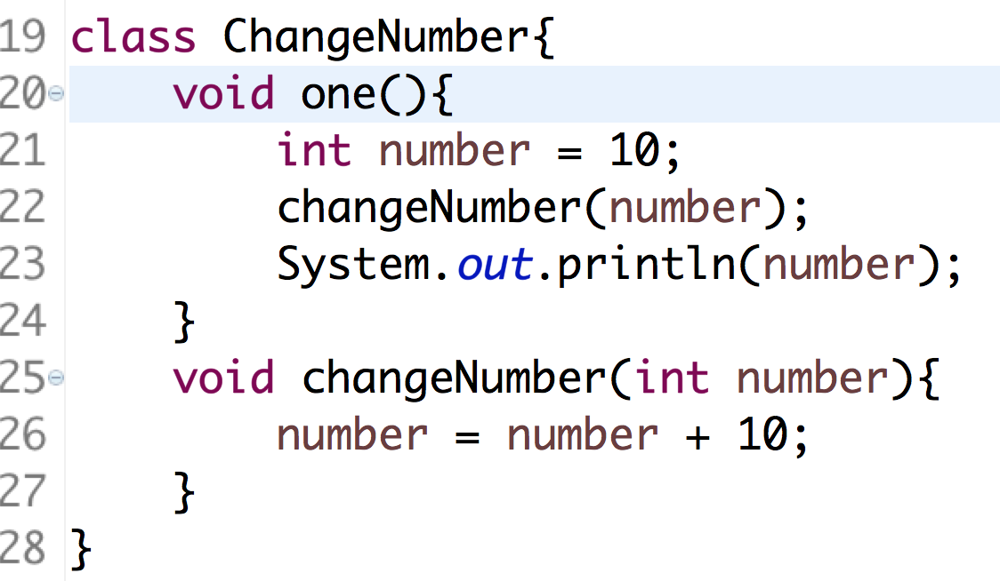 19 class ChangeNumber{
20 void one(){
21 int number = 10;
22 changeNumber(number);
23 System.out.println(number);
24 }
25 void changeNumber(int number){
26 number = number + 10;
27 }
28 }